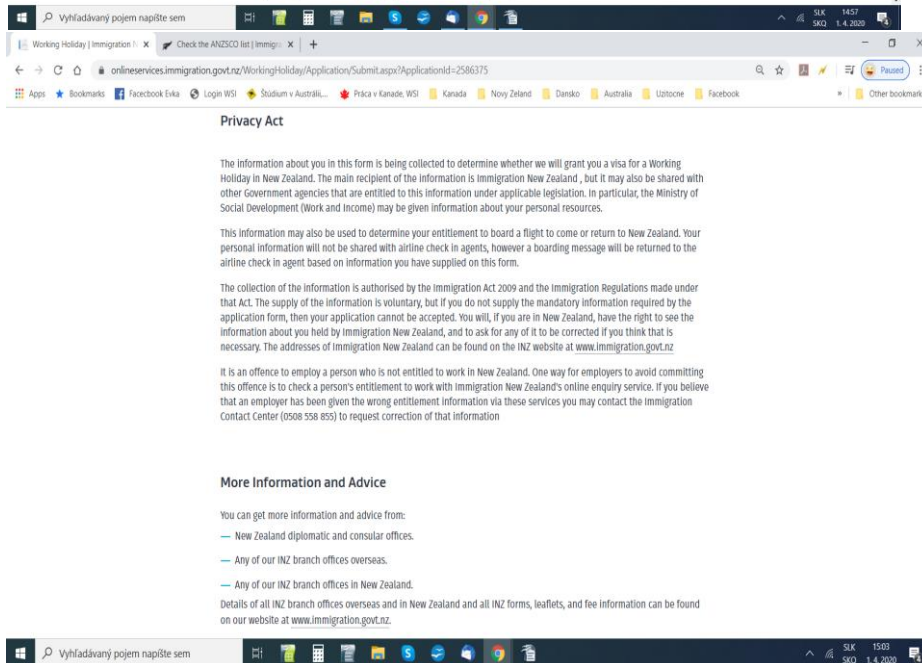 Vyhľadávaný pojem napíšte sem
SLK 14:57
SKQ 1. 4. 2020
Working Holiday | Immigration N X Check the ANZSCO list | Immigra X +
onlineservices.immigration.govt.nz/WorkingHoliday/Application/Submit.aspx?ApplicationId=2586375 Paused
Apps Bookmarks Facecbook Evka Login WSI Štúdium v Austrálii,... Práca v Kanade, WSI Kanada Novy Zeland Dansko Australia Uzitocne Facebook » Other bookmark
Privacy Act
The information about you in this form is being collected to determine whether we will grant you a visa for a Working
Holiday in New Zealand. The main recipient of the information is Immigration New Zealand , but it may also be shared with
other Government agencies that are entitled to this information under applicable legislation. In particular, the Ministry of
Social Development (Work and Income) may be given information about your personal resources.
This information may also be used to determine your entitlement to board a flight to come or return to New Zealand. Your
personal information will not be shared with airline check in agents, however a boarding message will be returned to the
airline check in agent based on information you have supplied on this form.
The collection of the information is authorised by the Immigration Act 2009 and the Immigration Regulations made under
that Act. The supply of the information is voluntary, but if you do not supply the mandatory information required by the
application form, then your application cannot be accepted. You will, if you are in New Zealand, have the right to see the
information about you held by Immigration New Zealand, and to ask for any of it to be corrected if you think that is
necessary. The addresses of Immigration New Zealand can be found on the INZ website at www.immigration.govt.nz
It is an offence to employ a person who is not entitled to work in New Zealand. One way for employers to avoid committing
this offence is to check a person's entitlement to work with Immigration New Zealand's online enquiry service. If you believe
that an employer has been given the wrong entitlement information via these services you may contact the Immigration
Contact Center (0508 558 855) to request correction of that information
More Information and Advice
You can get more information and advice from:
— New Zealand diplomatic and consular offices.
— Any of our INZ branch offices overseas.
— Any of our INZ branch offices in New Zealand.
Details of all INZ branch offices overseas and in New Zealand and all INZ forms, leaflets, and fee information can be found
on our website at www.immigration.govt.nz.
Vyhľadávaný pojem napíšte sem
SLK 15:03
SKQ 1. 4. 2020